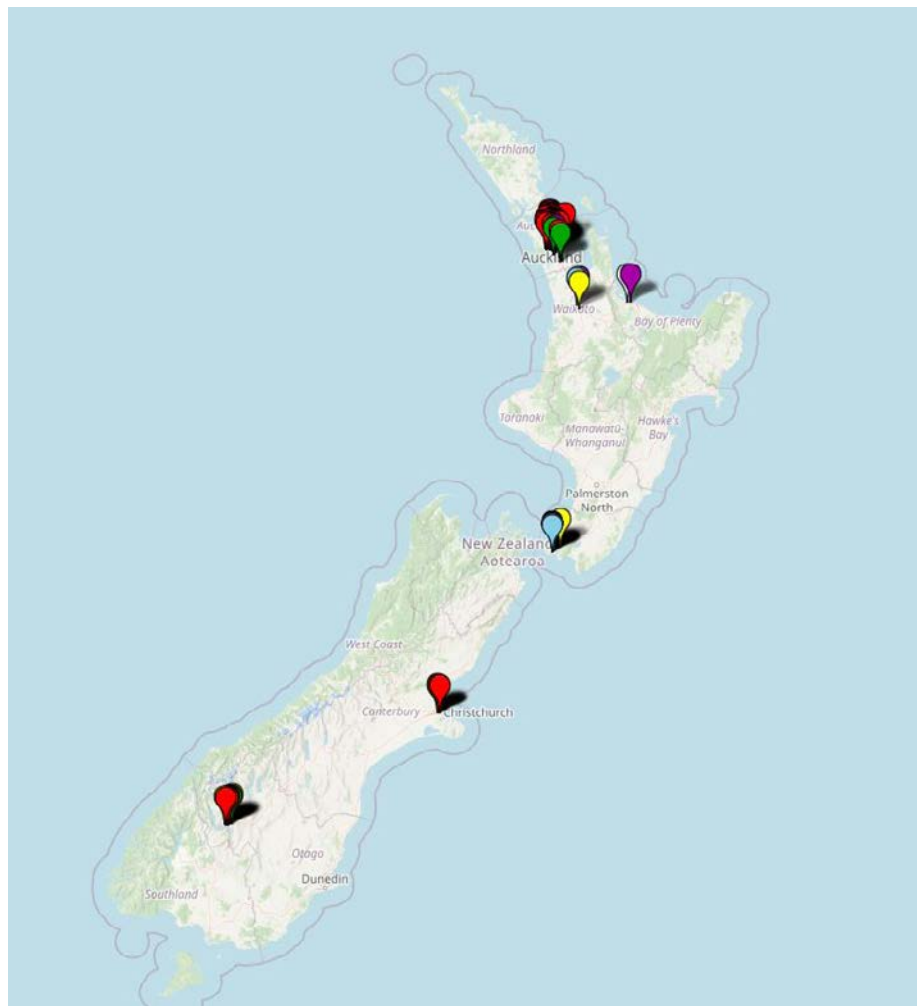 Northland
Auc
Auckland
Waikato
Bay of Plenty
Taranaki
Hawke's
Bay
Manawatū-
Whanganui
Palmerston
North
New Zealand
Aotearoa
West Coast
Canterbury
Christchurch
Otago
Dunedin
Southland